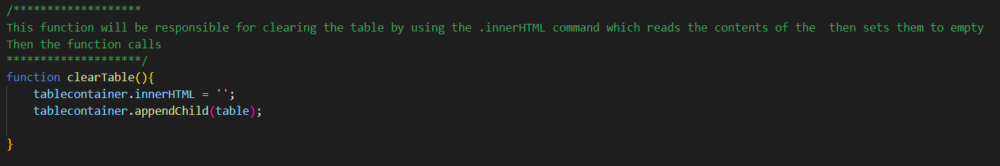 /*******************
This function will be responsible for clearing the table by using the .innerHTML command which reads the contents of the  then sets them to empty
Then the function calls
********************/
function clearTable(){
    tablecontainer.innerHTML = '';
    tablecontainer.appendChild(table);
}